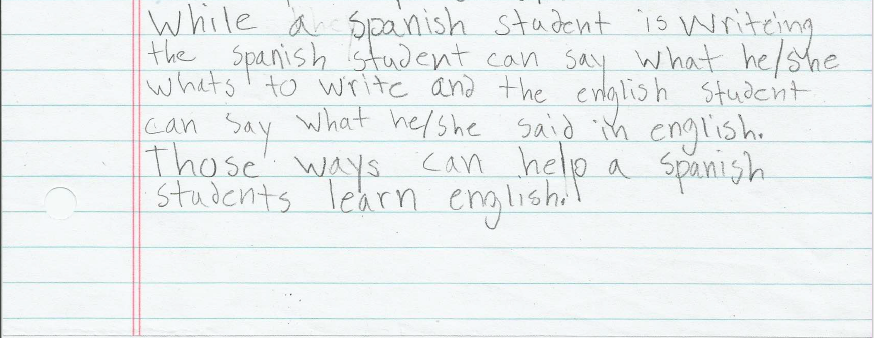 While a Spanish student is writeing
the spanish student can say what he/she
whats to write and the english student
can say what he/she said in english.
Those ways can help a spanish
students learn english.